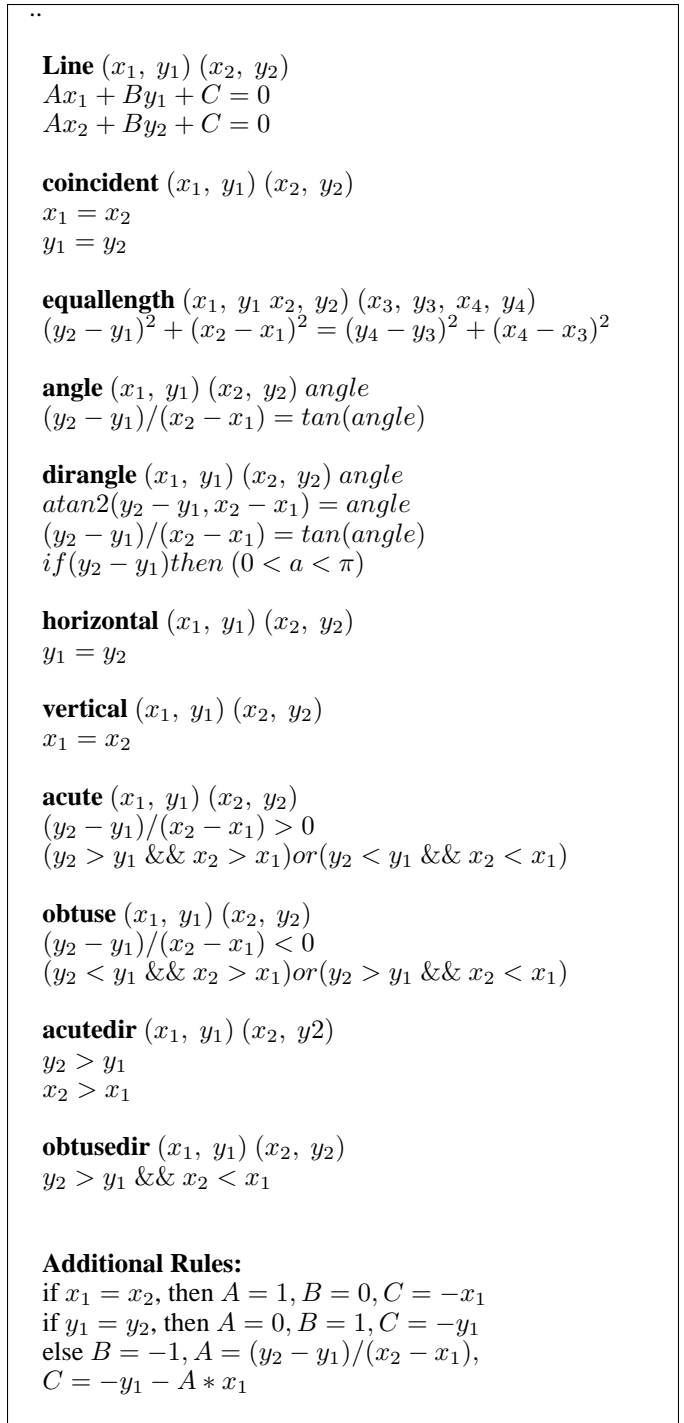 ..
Line (x₁, y₁) (x₂, y₂)
Ax₁ + By₁ + C = 0
Ax₂ + By₂ + C = 0
coincident (x₁, y₁) (x₂, y₂)
x₁ = x₂
y₁ = y₂
equallength (x₁, y₁ x₂, y₂) (x₃, y₃, x₄, y₄)
(y₂ − y₁)² + (x₂ − x₁)² = (y₄ − y₃)² + (x₄ − x₃)²
angle (x₁, y₁) (x₂, y₂) angle
(y₂ − y₁)/(x₂ − x₁) = tan(angle)
dirangle (x₁, y₁) (x₂, y₂) angle
atan2(y₂ − y₁, x₂ − x₁) = angle
(y₂ − y₁)/(x₂ − x₁) = tan(angle)
if(y₂ − y₁)then (0 < a < π)
horizontal (x₁, y₁) (x₂, y₂)
y₁ = y₂
vertical (x₁, y₁) (x₂, y₂)
x₁ = x₂
acute (x₁, y₁) (x₂, y₂)
(y₂ − y₁)/(x₂ − x₁) > 0
(y₂ > y₁ && x₂ > x₁)or(y₂ < y₁ && x₂ < x₁)
obtuse (x₁, y₁) (x₂, y₂)
(y₂ − y₁)/(x₂ − x₁) < 0
(y₂ < y₁ && x₂ > x₁)or(y₂ > y₁ && x₂ < x₁)
acutedir (x₁, y₁) (x₂, y2)
y₂ > y₁
x₂ > x₁
obtusedir (x₁, y₁) (x₂, y₂)
y₂ > y₁ && x₂ < x₁
Additional Rules:
if x₁ = x₂, then A = 1, B = 0, C = −x₁
if y₁ = y₂, then A = 0, B = 1, C = −y₁
else B = −1, A = (y₂ − y₁)/(x₂ − x₁),
C = −y₁ − A ∗ x₁